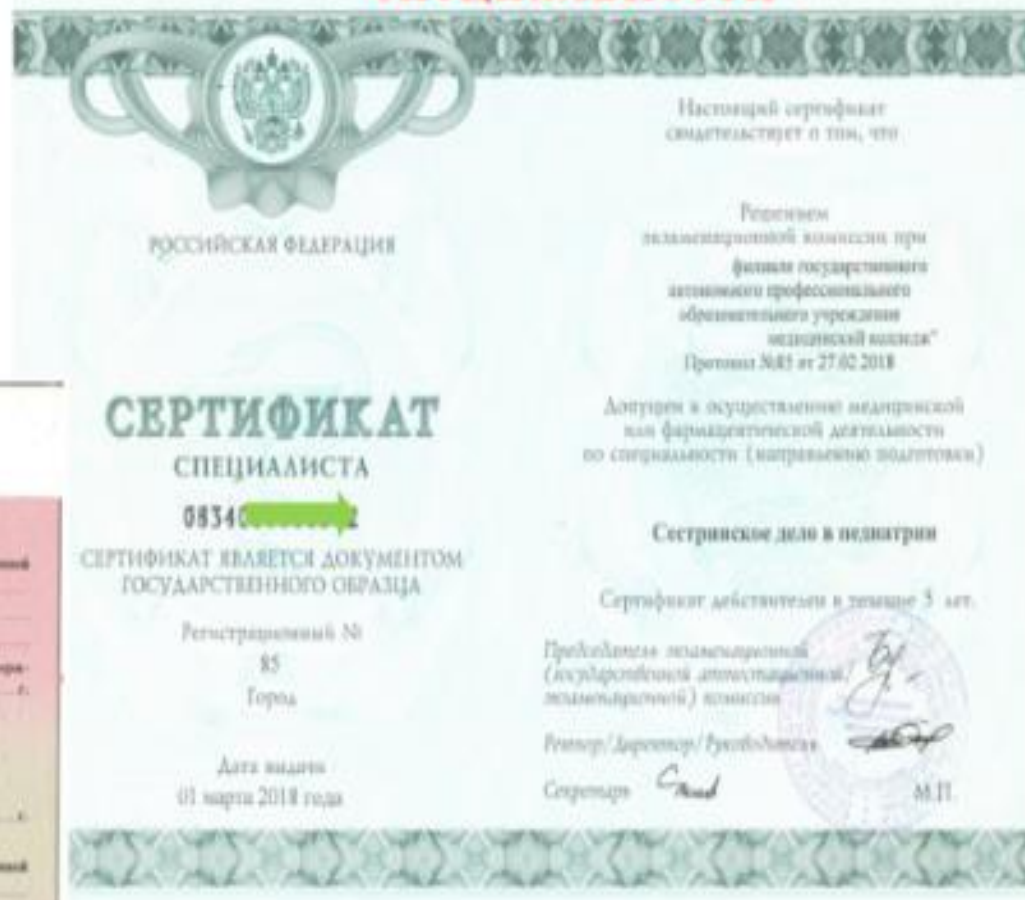 РОССИЙСКАЯ ФЕДЕРАЦИЯ
СЕРТИФИКАТ
СПЕЦИАЛИСТА
0834
СЕРТИФИКАТ ЯВЛЯЕТСЯ ДОКУМЕНТОМ
ГОСУДАРСТВЕННОГО ОБРАЗЦА
Регистрационный №
85
Город
Дата выдачи
01 марта 2018 года
Настоящий сертификат
свидетельствует о том, что
Решением
экзаменационной комиссии при
филиале государственного
автономного профессионального
образовательного учреждения
медицинский колледж"
Протокол №85 от 27.02.2018
Допущен к осуществлению медицинской
или фармацевтической деятельности
по специальности (направлению подготовки)
Сестринское дело в педиатрии
Сертификат действителен в течение 5 лет.
Председатель экзаменационной
(государственной аттестационной/
экзаменационной) комиссии
Ректор/Директор/Руководитель
Секретарь
М.П.